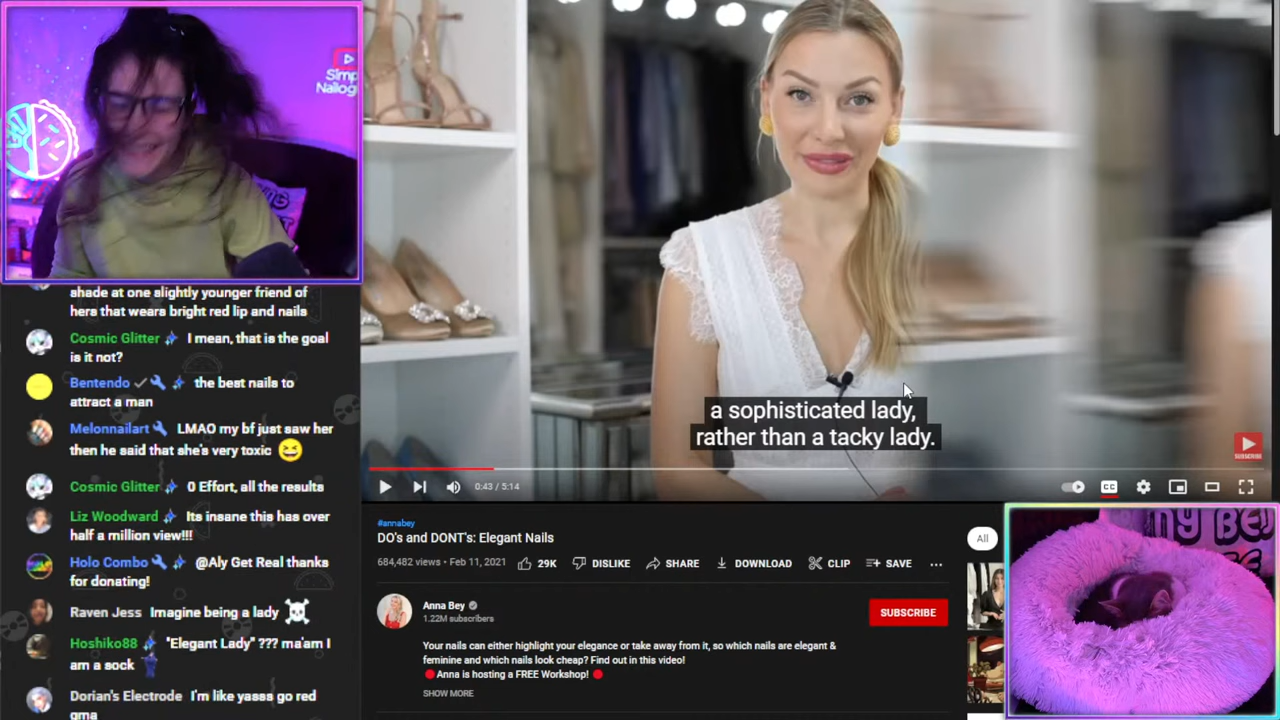 Simp
Nailog
shade at one slightly younger friend of
hers that wears bright red lip and nails
Cosmic Glitter I mean, that is the goal
is it not?
Bentendo the best nails to
attract a man
Melonnailart LMAO my bf just saw her
then he said that she's very toxic
Cosmic Glitter 0 Effort, all the results
Liz Woodward Its insane this has over
half a million view!!!
Holo Combo @Aly Get Real thanks
for donating!
Raven Jess Imagine being a lady
Hoshiko88 "Elegant Lady" ??? ma'am I
am a sock
Dorian's Electrode I'm like yasss go red
gma
a sophisticated lady,
rather than a tacky lady.
SUBSCRIBE
0:43 / 5:14
CC
#annabey
DO's and DONT's: Elegant Nails
684,482 views • Feb 11, 2021
29K
DISLIKE
SHARE
DOWNLOAD
CLIP
SAVE
All
Anna Bey
1.22M subscribers
SUBSCRIBE
Your nails can either highlight your elegance or take away from it, so which nails are elegant &
feminine and which nails look cheap? Find out in this video!
Anna is hosting a FREE Workshop!
SHOW MORE
MY BED